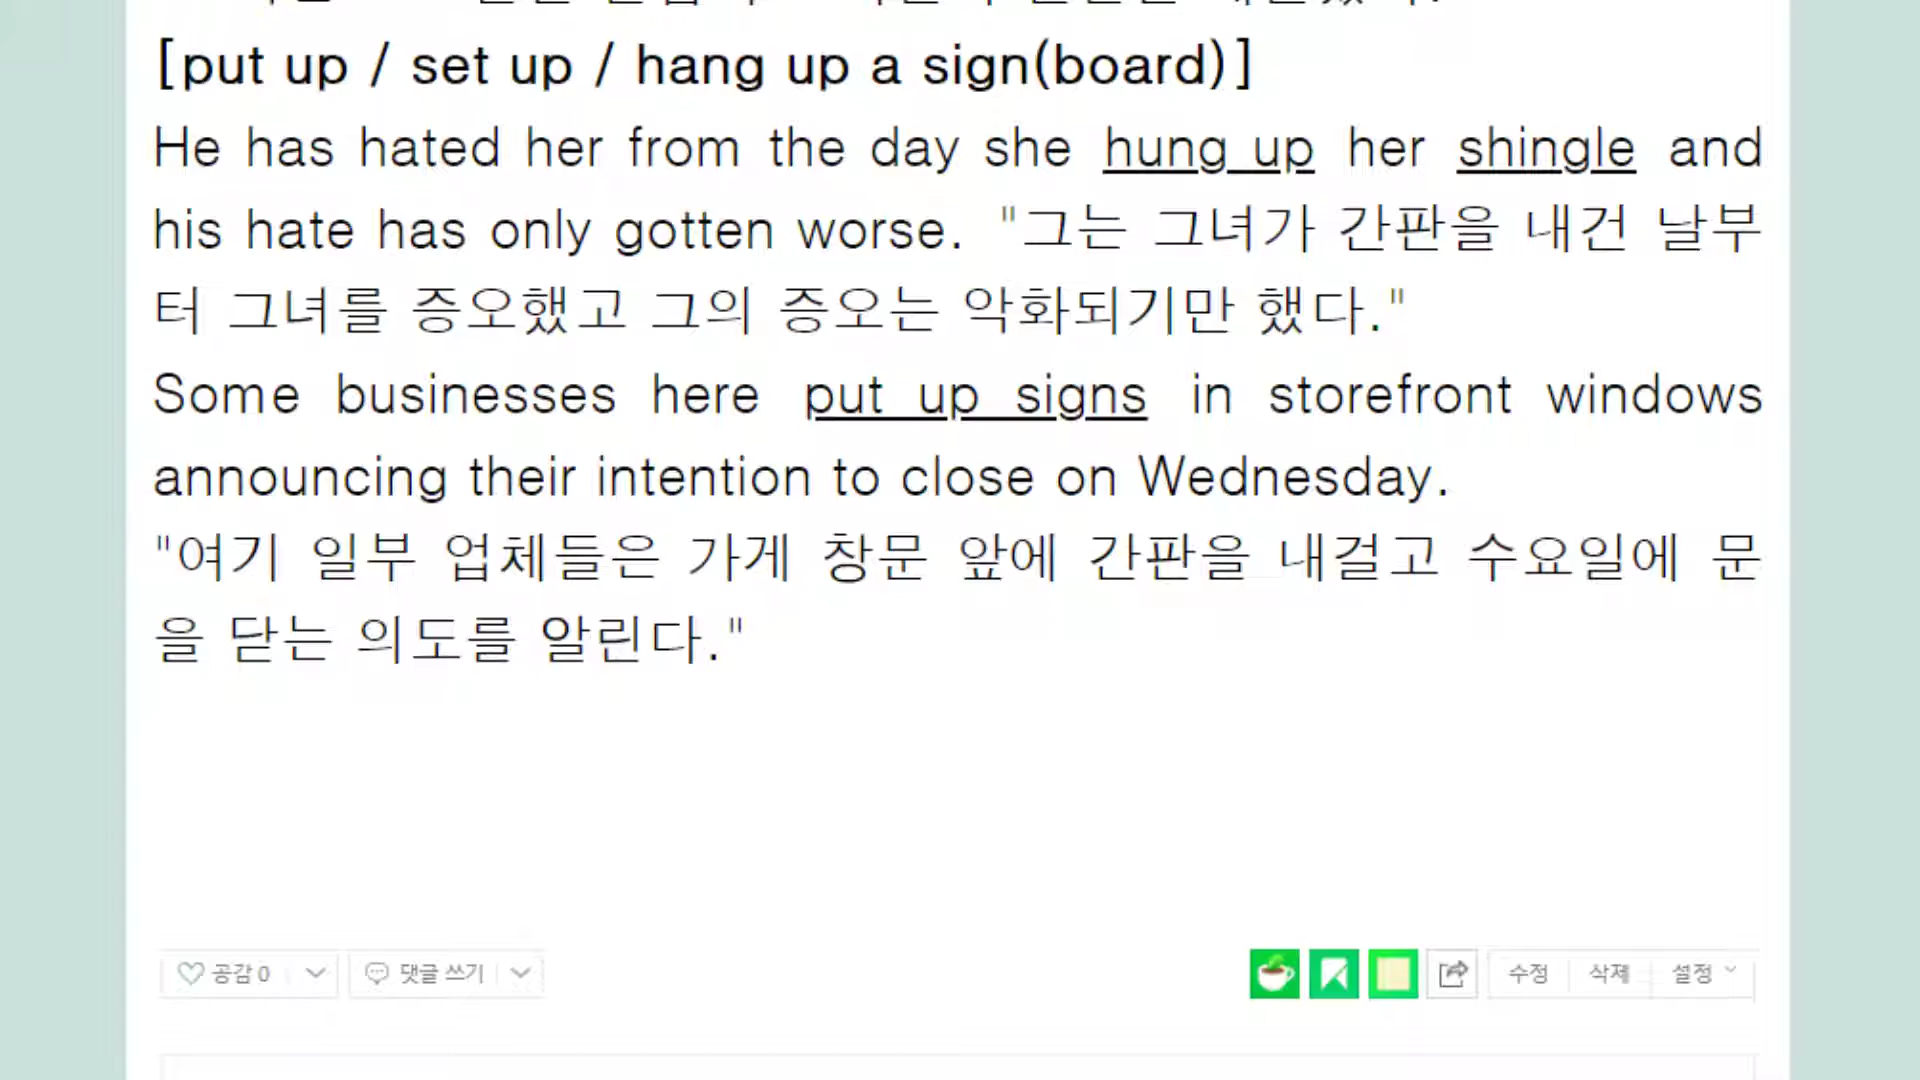 [put up / set up / hang up a sign(board)]
He has hated her from the day she hung up her shingle and
his hate has only gotten worse. "그는 그녀가 간판을 내건 날부
터 그녀를 증오했고 그의 증오는 악화되기만 했다."
Some businesses here put up signs in storefront windows
announcing their intention to close on Wednesday.
"여기 일부 업체들은 가게 창문 앞에 간판을 내걸고 수요일에 문
을 닫는 의도를 알린다."
공감 0 댓글 쓰기 수정 삭제 설정